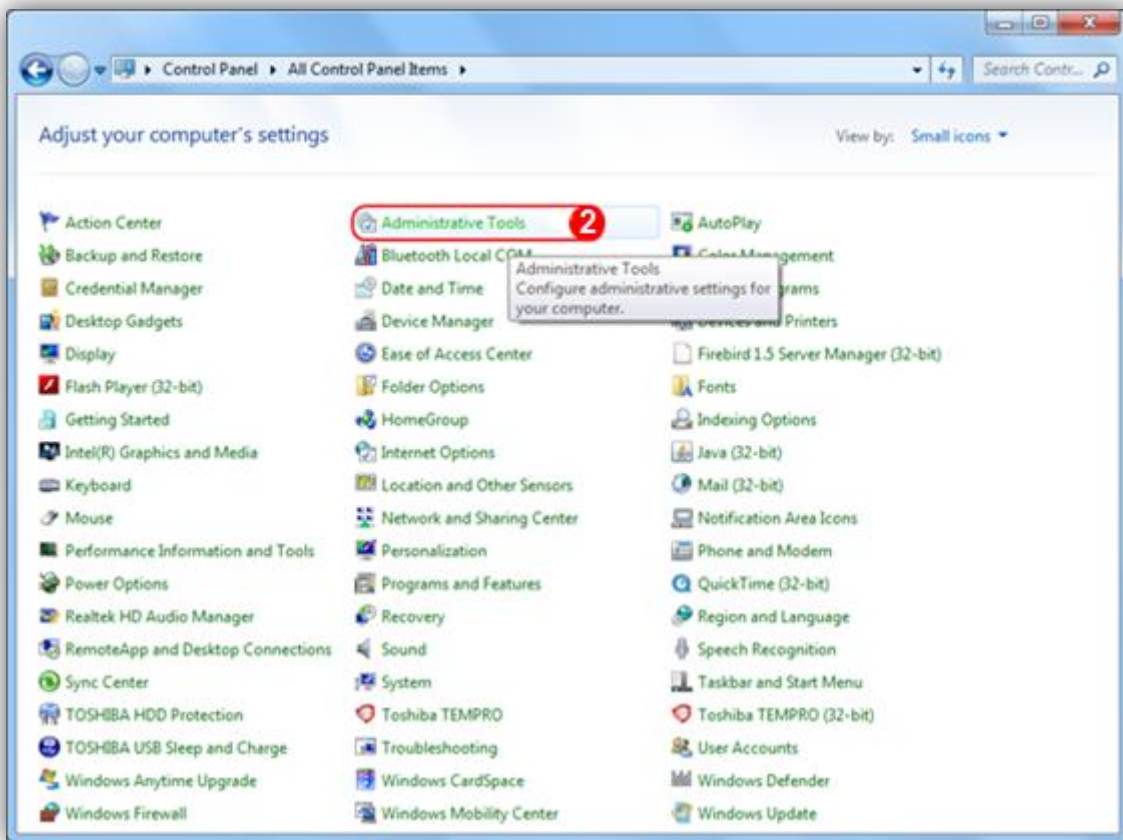 Control Panel All Control Panel Items
Search Contr...
Adjust your computer's settings
View by: Small icons
Action Center
Administrative Tools
2
AutoPlay
Backup and Restore
Bluetooth Local COM
Color Management
Administrative Tools
Configure administrative settings for
your computer.
Credential Manager
Date and Time
Desktop Gadgets
Device Manager
Devices and Printers
Display
Ease of Access Center
Firebird 1.5 Server Manager (32-bit)
Flash Player (32-bit)
Folder Options
Fonts
Getting Started
HomeGroup
Indexing Options
Intel(R) Graphics and Media
Internet Options
Java (32-bit)
Keyboard
Location and Other Sensors
Mail (32-bit)
Mouse
Network and Sharing Center
Notification Area Icons
Performance Information and Tools
Personalization
Phone and Modem
Power Options
Programs and Features
QuickTime (32-bit)
Realtek HD Audio Manager
Recovery
Region and Language
RemoteApp and Desktop Connections
Sound
Speech Recognition
Sync Center
System
Taskbar and Start Menu
TOSHIBA HDD Protection
Toshiba TEMPRO
Toshiba TEMPRO (32-bit)
TOSHIBA USB Sleep and Charge
Troubleshooting
User Accounts
Windows Anytime Upgrade
Windows CardSpace
Windows Defender
Windows Firewall
Windows Mobility Center
Windows Update